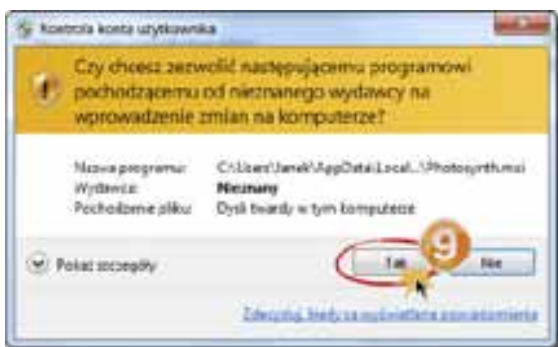 Kontrola konta użytkownika
Czy chcesz zezwolić następującemu programowi
pochodzącemu od nieznanego wydawcy na
wprowadzenie zmian na komputerze?
Nazwa programu: C:\Users\Janek\AppData\Local...\Photosynth.msi
Wydawca: Nieznany
Pochodzenie pliku: Dysk twardy w tym komputerze
9
Pokaż szczegóły Tak Nie
Zdecyduj, kiedy są wyświetlane powiadomienia